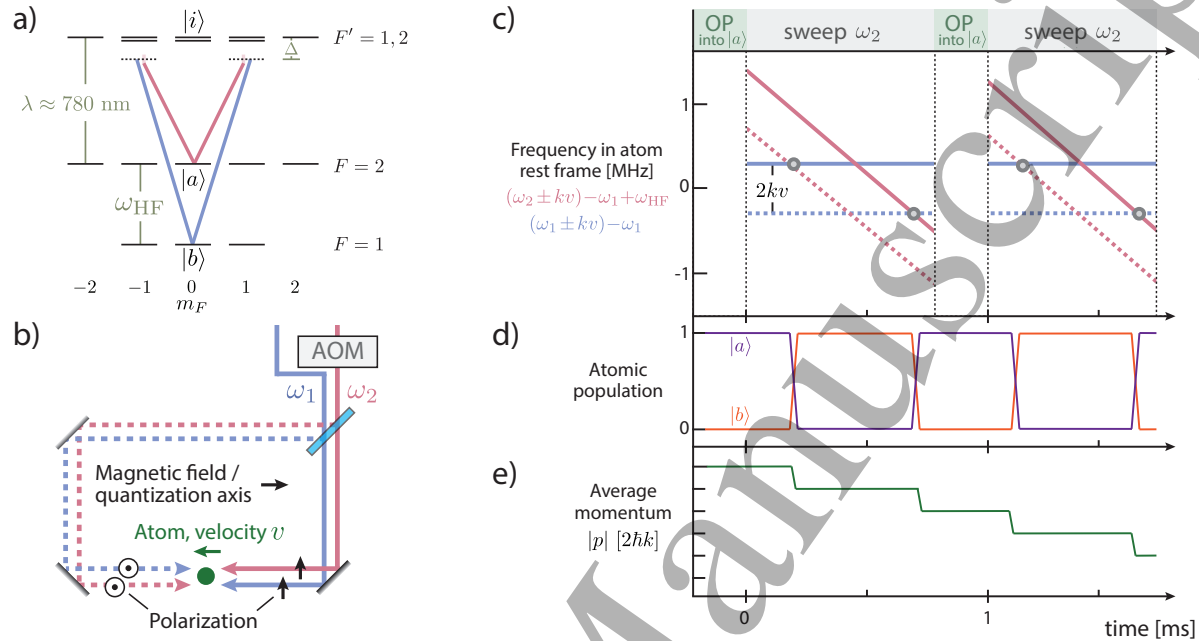 a)
|i⟩
F′ = 1, 2
Δ
λ ≈ 780 nm
|a⟩
F = 2
ω_HF
|b⟩
F = 1
−2 −1 0 1 2
m_F
b)
AOM
ω₁ ω₂
Magnetic field /
quantization axis
Atom, velocity v
Polarization
c)
OP
into |a⟩
sweep ω₂
OP
into |a⟩
sweep ω₂
1
0
-1
Frequency in atom
rest frame [MHz]
(ω₂ ± kv)−ω₁+ω_HF
(ω₁ ± kv)−ω₁
2kv
d)
1
|a⟩
Atomic
population
|b⟩
0
e)
Average
momentum
|p| [2ħk]
0 1
time [ms]
Manuscrip